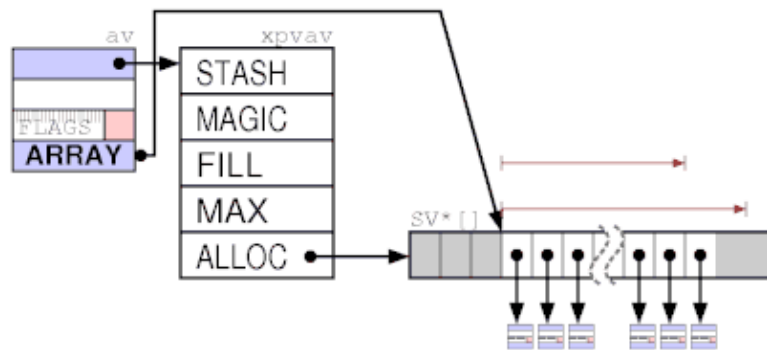 av
xpvav
STASH
MAGIC
FLAGS
ARRAY
FILL
MAX
SV*[]
ALLOC